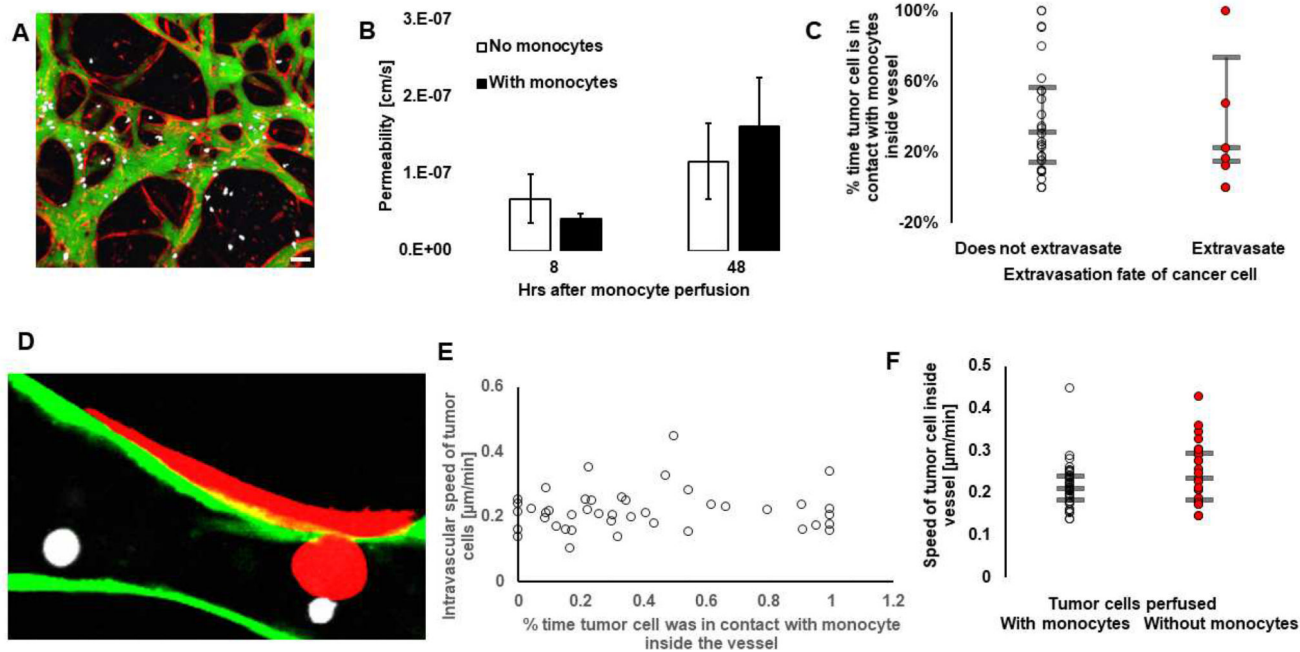 A
B
3.E-07
2.E-07
1.E-07
0.E+00
Permeability [cm/s]
No monocytes
With monocytes
8
48
Hrs after monocyte perfusion
C
100%
60%
20%
-20%
% time tumor cell is in
contact with monocytes
inside vessel
Does not extravasate
Extravasate
Extravasation fate of cancer cell
D
E
0.6
0.4
0.2
0
Intravascular speed of tumor
cells [µm/min]
0
0.2
0.4
0.6
0.8
1
1.2
% time tumor cell was in contact with monocyte
inside the vessel
F
0.5
0.4
0.3
0.2
0.1
0
Speed of tumor cell inside
vessel [µm/min]
Tumor cells perfused
With monocytes
Without monocytes